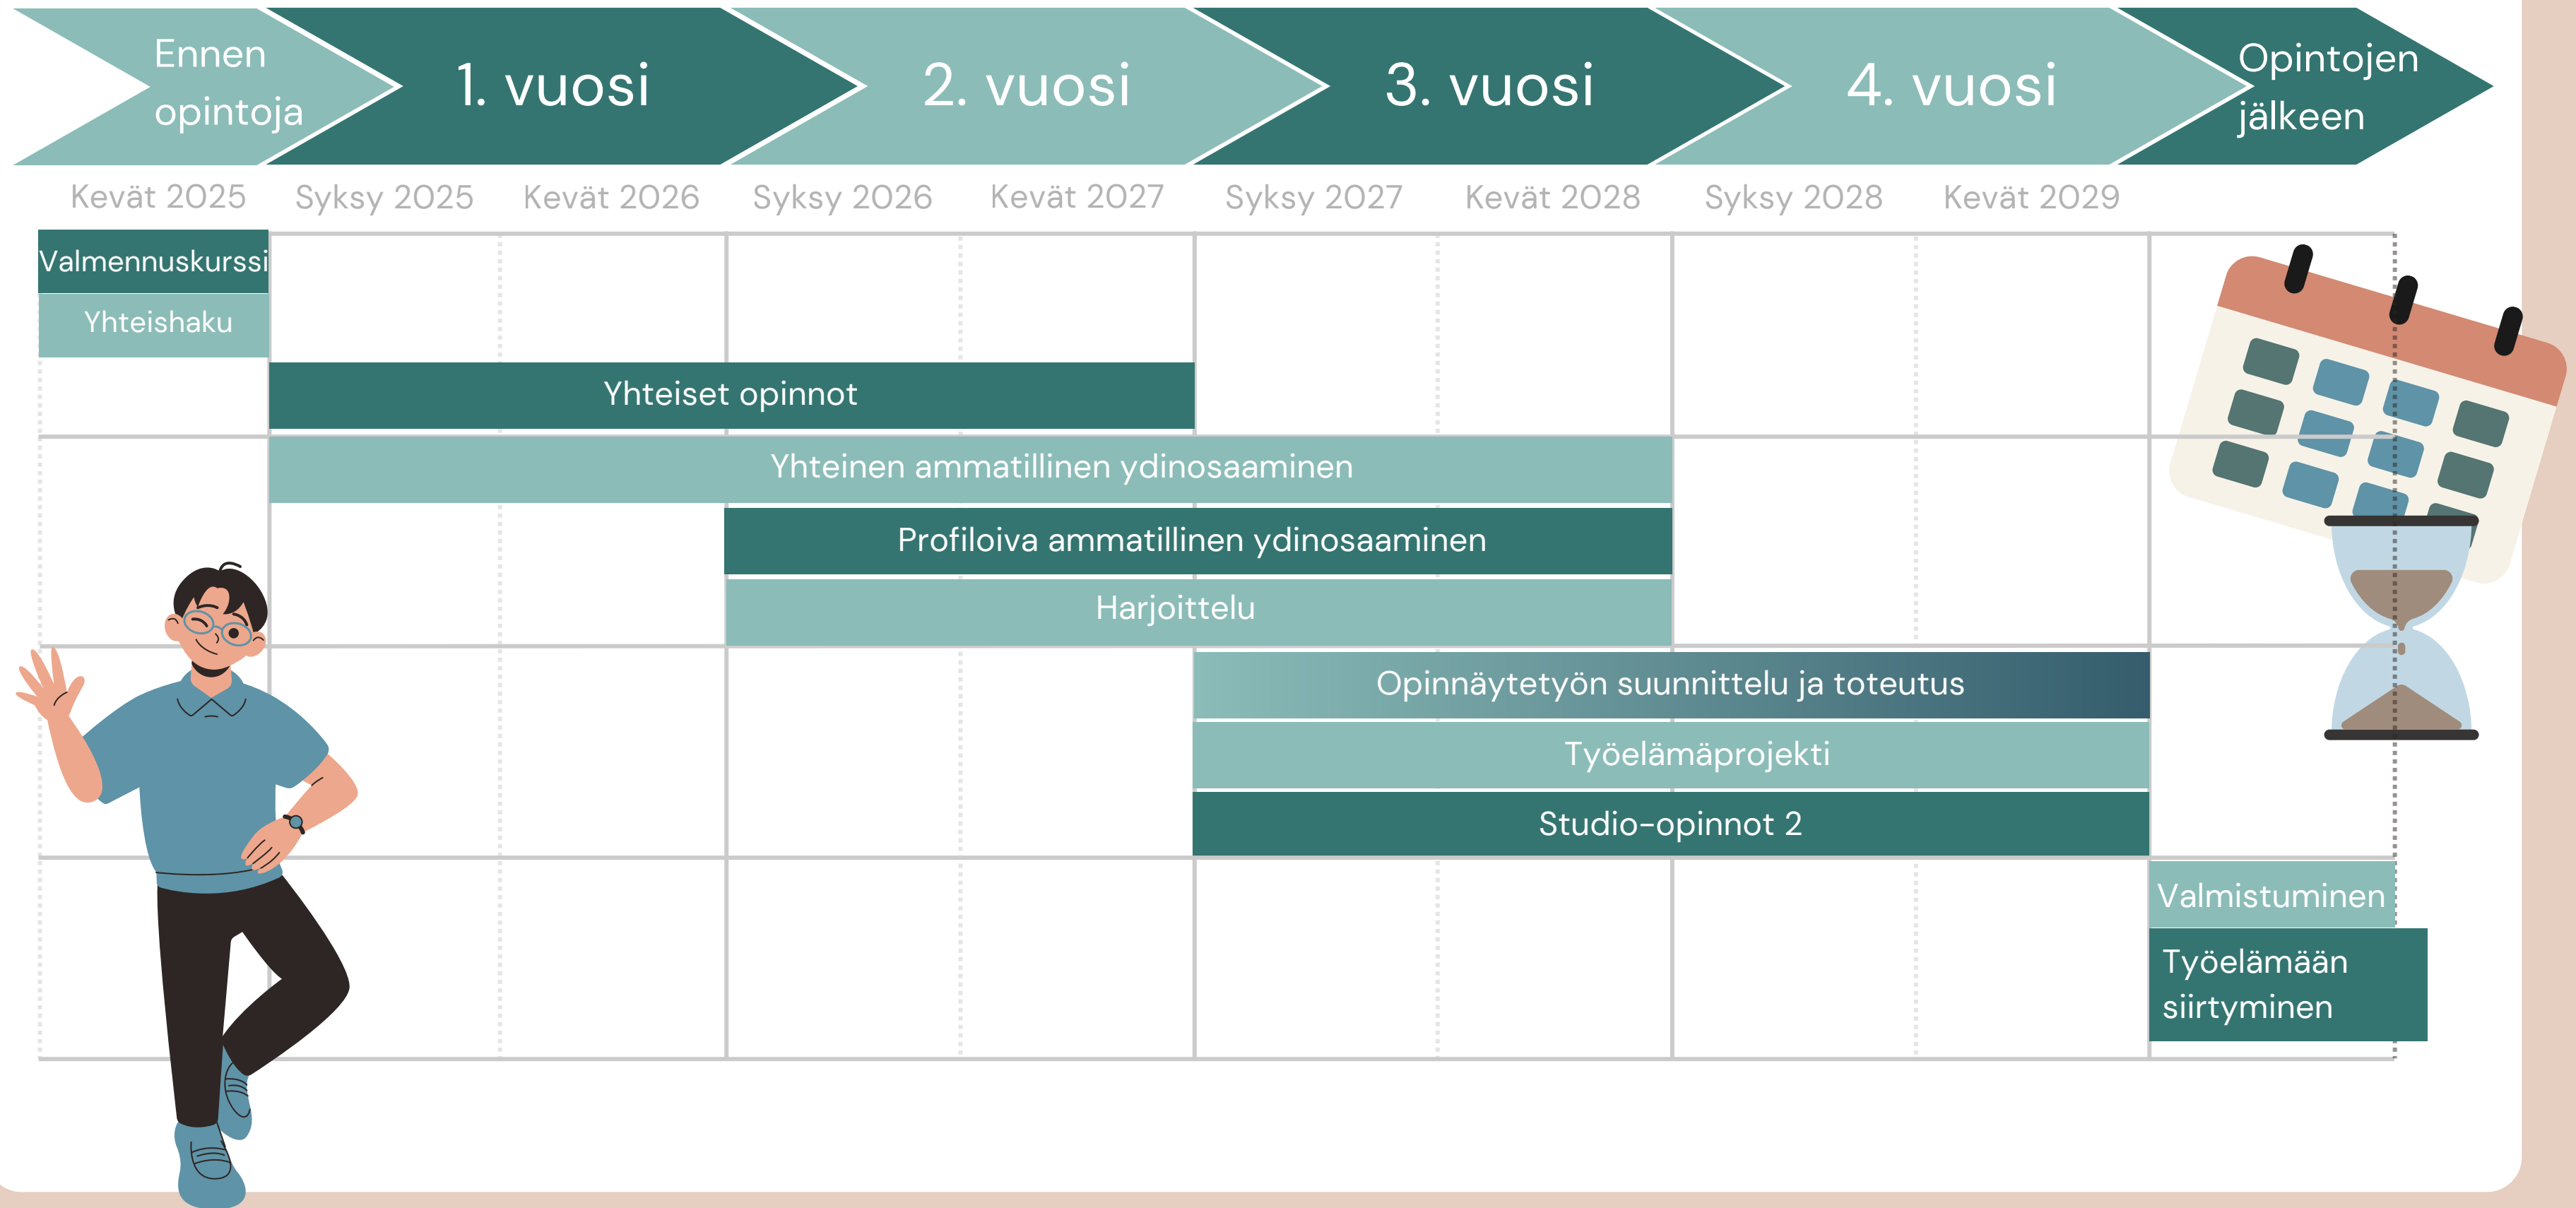 Ennen
opintoja
1. vuosi
2. vuosi
3. vuosi
4. vuosi
Opintojen
jälkeen
Kevät 2025
Syksy 2025
Kevät 2026
Syksy 2026
Kevät 2027
Syksy 2027
Kevät 2028
Syksy 2028
Kevät 2029
Valmennuskurssi
Yhteishaku
Yhteiset opinnot
Yhteinen ammatillinen ydinosaaminen
Profiloiva ammatillinen ydinosaaminen
Harjoittelu
Opinnäytetyön suunnittelu ja toteutus
Työelämäprojekti
Studio-opinnot 2
Valmistuminen
Työelämään
siirtyminen